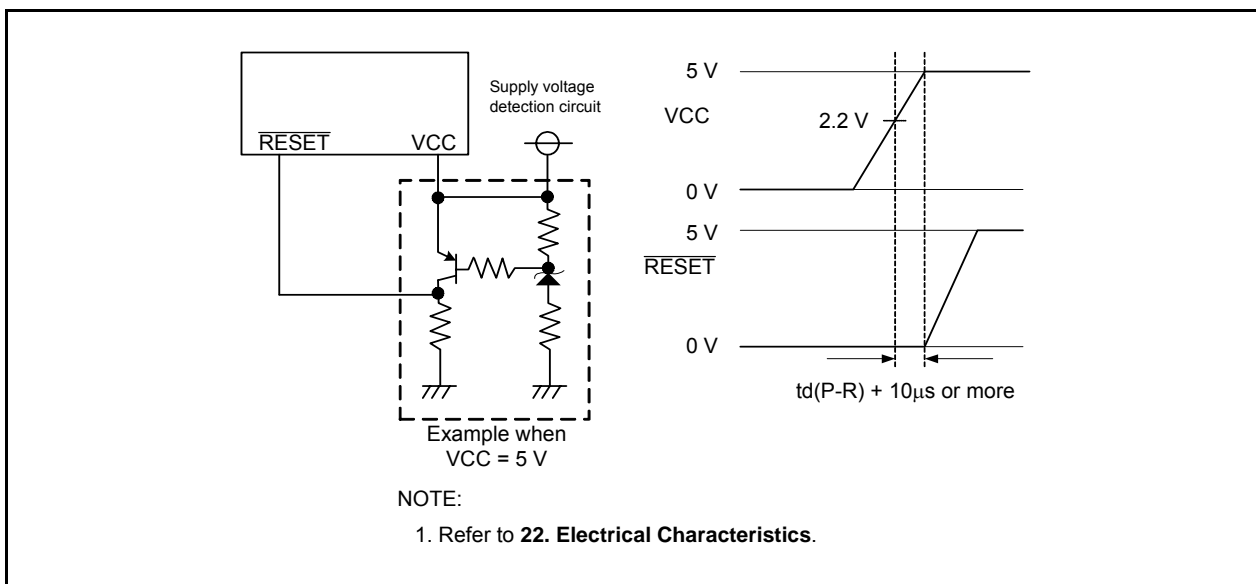 Supply voltage
detection circuit
RESET VCC
Example when
VCC = 5 V
5 V
VCC
2.2 V
0 V
5 V
RESET
0 V
td(P-R) + 10μs or more
NOTE:
1. Refer to 22. Electrical Characteristics.